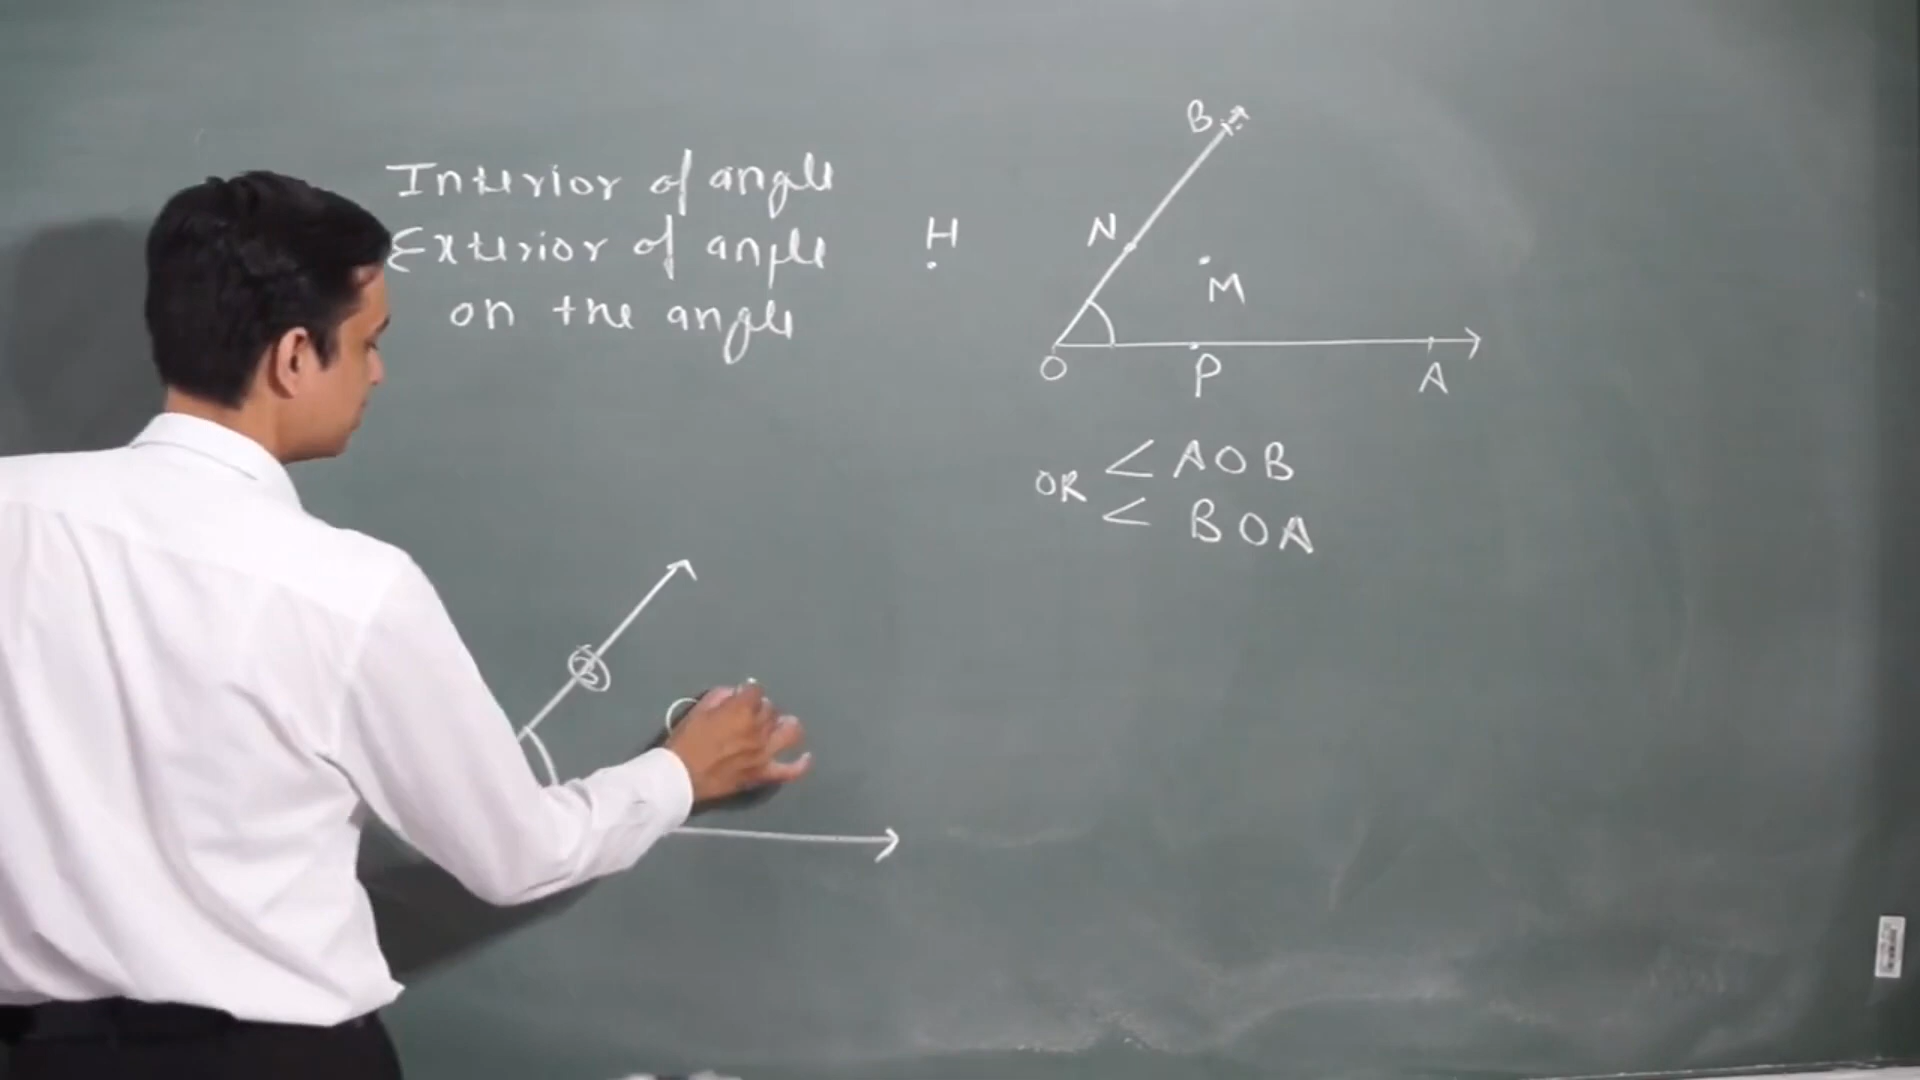 Interior of angle
Exterior of angle
on the angle
H
B
N
M
O P A
<AOB
OR
<BOA